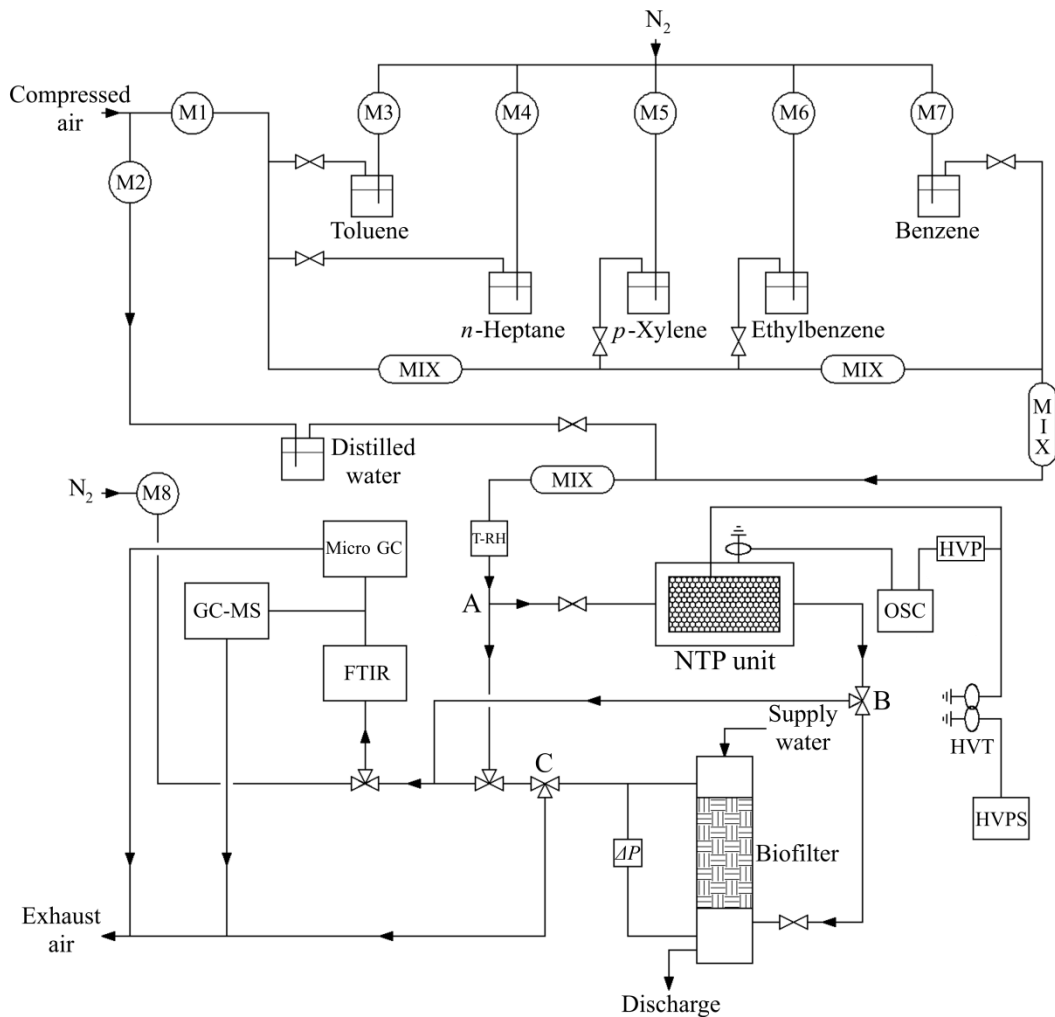 N₂
Compressed
air
M1
M3
M4
M5
M6
M7
M2
Toluene
Benzene
n-Heptane
p-Xylene
Ethylbenzene
MIX
MIX
MIX
Distilled
water
MIX
N₂
M8
T-RH
Micro GC
HVP
GC-MS
A
OSC
NTP unit
FTIR
B
Supply
water
HVT
C
HVPS
ΔP
Biofilter
Exhaust
air
Discharge